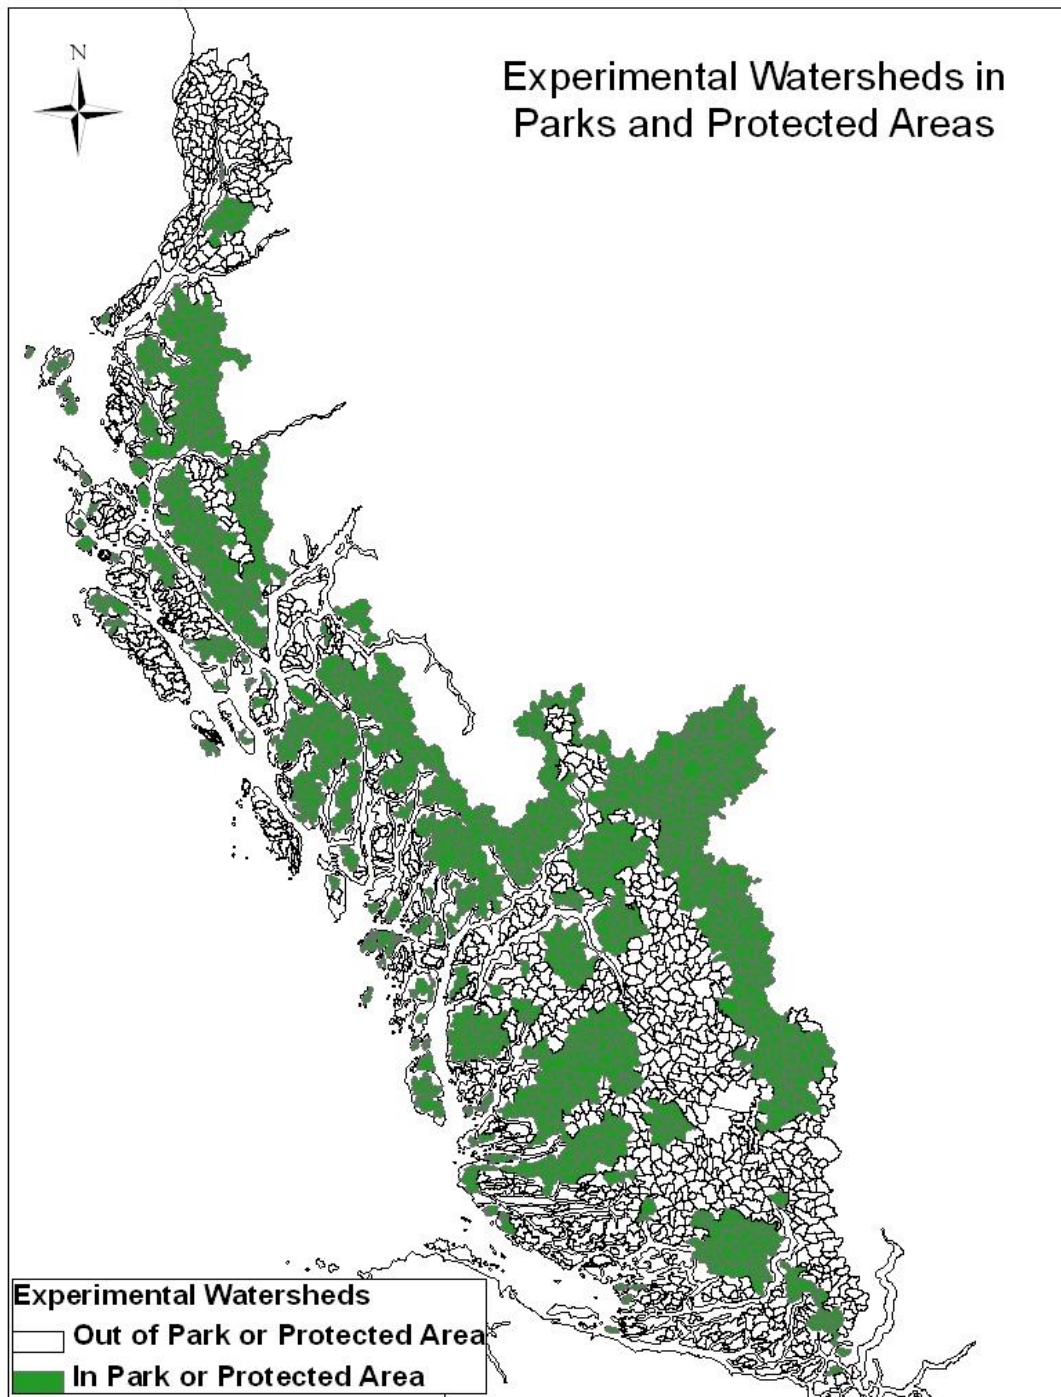 N
Experimental Watersheds in
Parks and Protected Areas
Experimental Watersheds
Out of Park or Protected Area
In Park or Protected Area